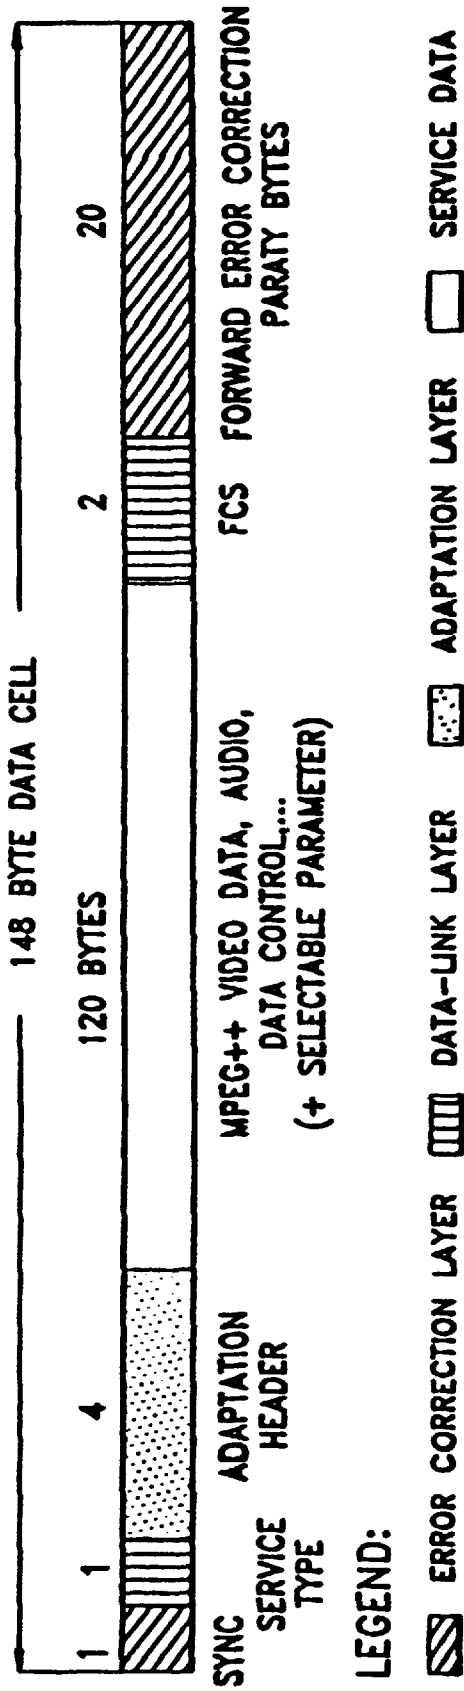 148 BYTE DATA CELL
1 1 4 120 BYTES 2 20
SYNC
SERVICE
TYPE
ADAPTATION
HEADER
MPEG++ VIDEO DATA, AUDIO,
DATA CONTROL,...
(+ SELECTABLE PARAMETER)
FCS
FORWARD ERROR CORRECTION
PARATY BYTES
LEGEND:
ERROR CORRECTION LAYER DATA-LINK LAYER ADAPTATION LAYER SERVICE DATA